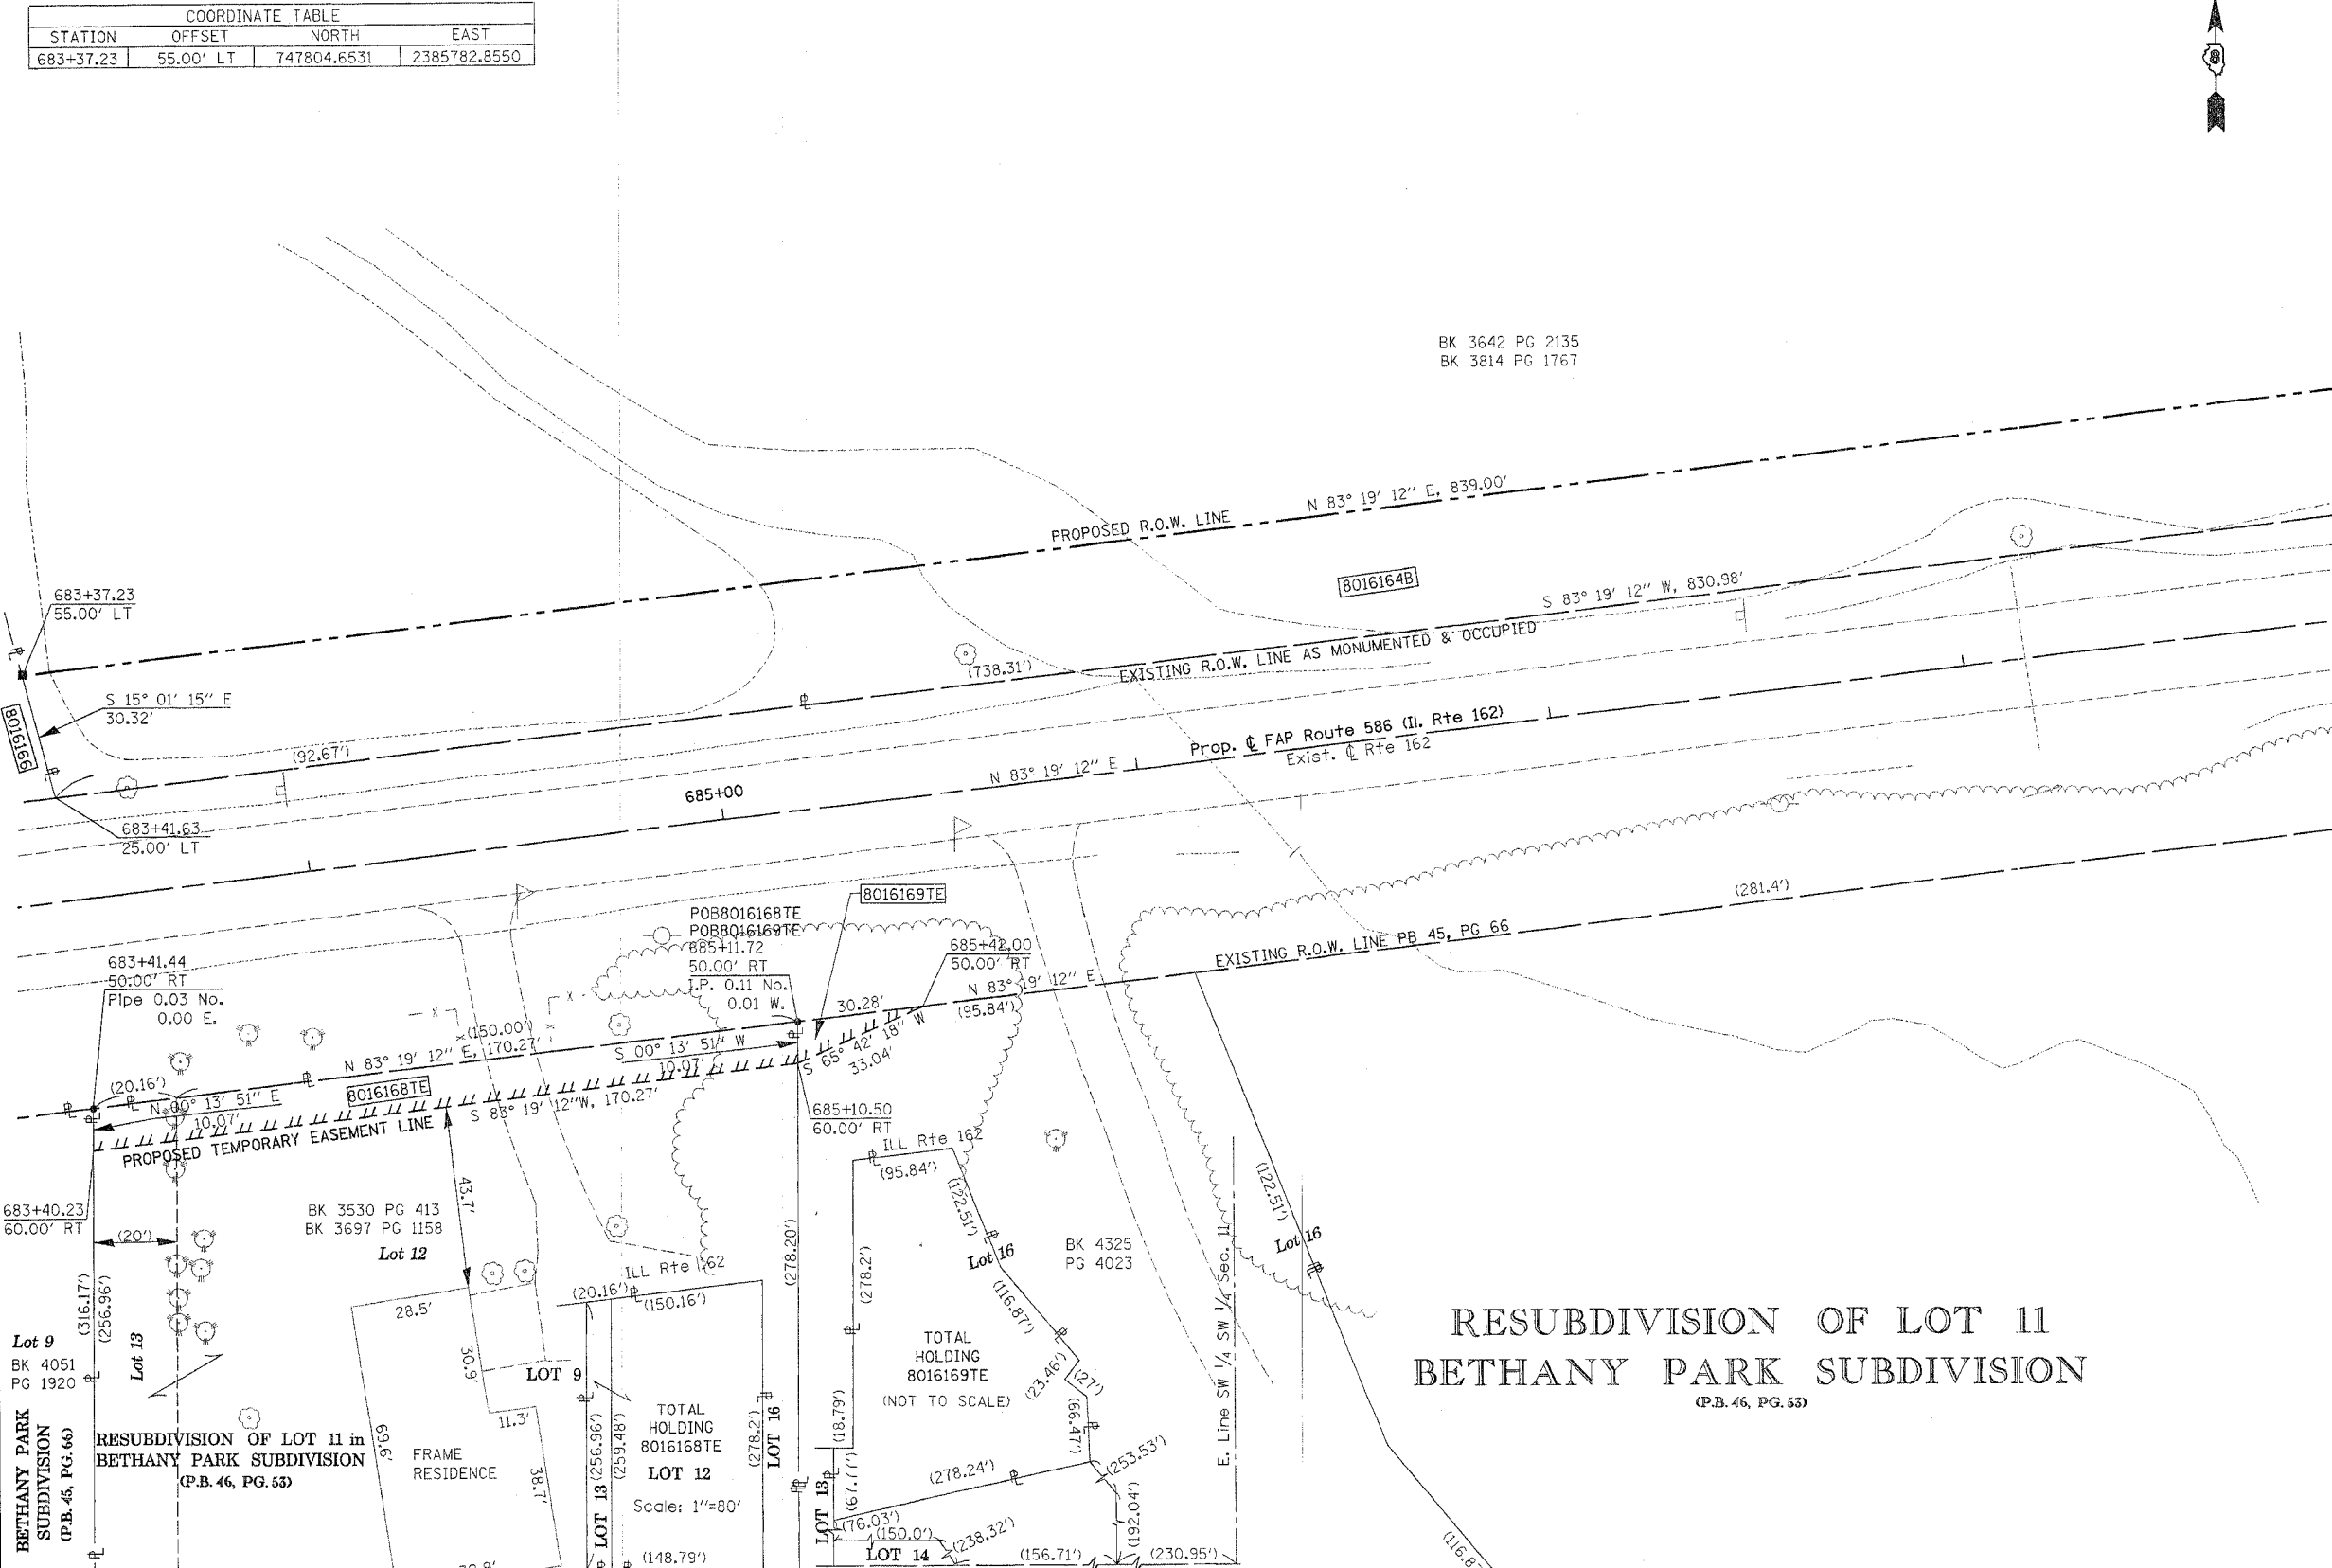 COORDINATE TABLE
STATION OFFSET NORTH EAST
683+37.23 55.00' LT 747804.6531 2385782.8550
8
BK 3642 PG 2135
BK 3814 PG 1767
N 83° 19' 12" E, 839.00'
PROPOSED R.O.W. LINE
8016164B
S 83° 19' 12" W, 830.98'
EXISTING R.O.W. LINE AS MONUMENTED & OCCUPIED
(738.31')
683+37.23
55.00' LT
S 15° 01' 15" E
30.32'
8016166
(92.67')
Prop. ℄ FAP Route 586 (Il. Rte 162)
Exist. ℄ Rte 162
N 83° 19' 12" E
685+00
683+41.63
25.00' LT
(281.4')
EXISTING R.O.W. LINE PB 45, PG 66
8016169TE
POB8016168TE
POB8016169TE
685+11.72
50.00' RT
I.P. 0.11 No.
0.01 W.
685+42.00
50.00' RT
N 83° 19' 12" E
(95.84')
30.28'
683+41.44
50.00' RT
Pipe 0.03 No.
0.00 E.
X
X
X
X
(150.00')
N 83° 19' 12" E, 170.27'
S 00° 13' 51" W
10.07'
S 65° 42' 18" W
33.04'
(20.16')
8016168TE
N 00° 13' 51" E
10.07'
S 83° 19' 12"W, 170.27'
PROPOSED TEMPORARY EASEMENT LINE
685+10.50
60.00' RT
ILL Rte 162
(95.84')
(122.51')
(122.51')
43.7'
683+40.23
60.00' RT
(20')
BK 3530 PG 413
BK 3697 PG 1158
Lot 12
(278.20')
(278.2')
Lot 16
BK 4325
PG 4023
Lot 16
ILL Rte 162
(20.16')
(150.16')
28.5'
(316.17')
(256.96')
(116.87')
E. Line SW 1/4 SW 1/4 Sec. 11
RESUBDIVISION OF LOT 11
BETHANY PARK SUBDIVISION
(P.B. 46, PG. 53)
Lot 9
BK 4051
PG 1920
Lot 13
30.9'
LOT 9
TOTAL
HOLDING
8016169TE
(NOT TO SCALE)
(23.46')
(27')
(66.47')
11.3'
69.6'
38.7'
FRAME
RESIDENCE
TOTAL
HOLDING
8016168TE
LOT 12
Scale: 1"=80'
(256.96')
(259.48')
LOT 13
(278.2')
LOT 16
(18.79')
(67.77')
LOT 13
(278.24')
(253.53')
(192.04')
BETHANY PARK
SUBDIVISION
(P.B. 45, PG. 66)
RESUBDIVISION OF LOT 11 in
BETHANY PARK SUBDIVISION
(P.B. 46, PG. 53)
(76.03')
(150.0')
(238.32')
LOT 14
(148.79')
(156.71')
(230.95')